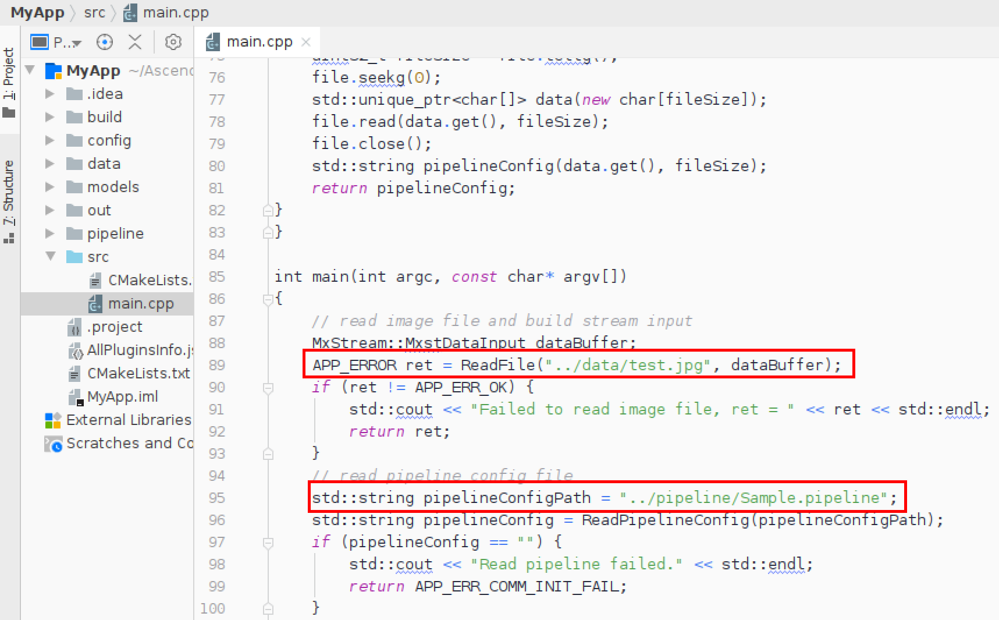 MyApp src main.cpp
P...
main.cpp
1: Project
7: Structure
MyApp ~/Ascend
.idea
build
config
data
models
out
pipeline
src
CMakeLists.
main.cpp
.project
AllPluginsInfo.js
CMakeLists.txt
MyApp.iml
External Libraries
Scratches and Co
76 file.seekg(0);
77 std::unique_ptr<char[]> data(new char[fileSize]);
78 file.read(data.get(), fileSize);
79 file.close();
80 std::string pipelineConfig(data.get(), fileSize);
81 return pipelineConfig;
82 }
83 }
84
85 int main(int argc, const char* argv[])
86 {
87 // read image file and build stream input
88 MxStream::MxstDataInput dataBuffer;
89 APP_ERROR ret = ReadFile("../data/test.jpg", dataBuffer);
90 if (ret != APP_ERR_OK) {
91 std::cout << "Failed to read image file, ret = " << ret << std::endl;
92 return ret;
93 }
94 // read pipeline config file
95 std::string pipelineConfigPath = "../pipeline/Sample.pipeline";
96 std::string pipelineConfig = ReadPipelineConfig(pipelineConfigPath);
97 if (pipelineConfig == "") {
98 std::cout << "Read pipeline failed." << std::endl;
99 return APP_ERR_COMM_INIT_FAIL;
100 }